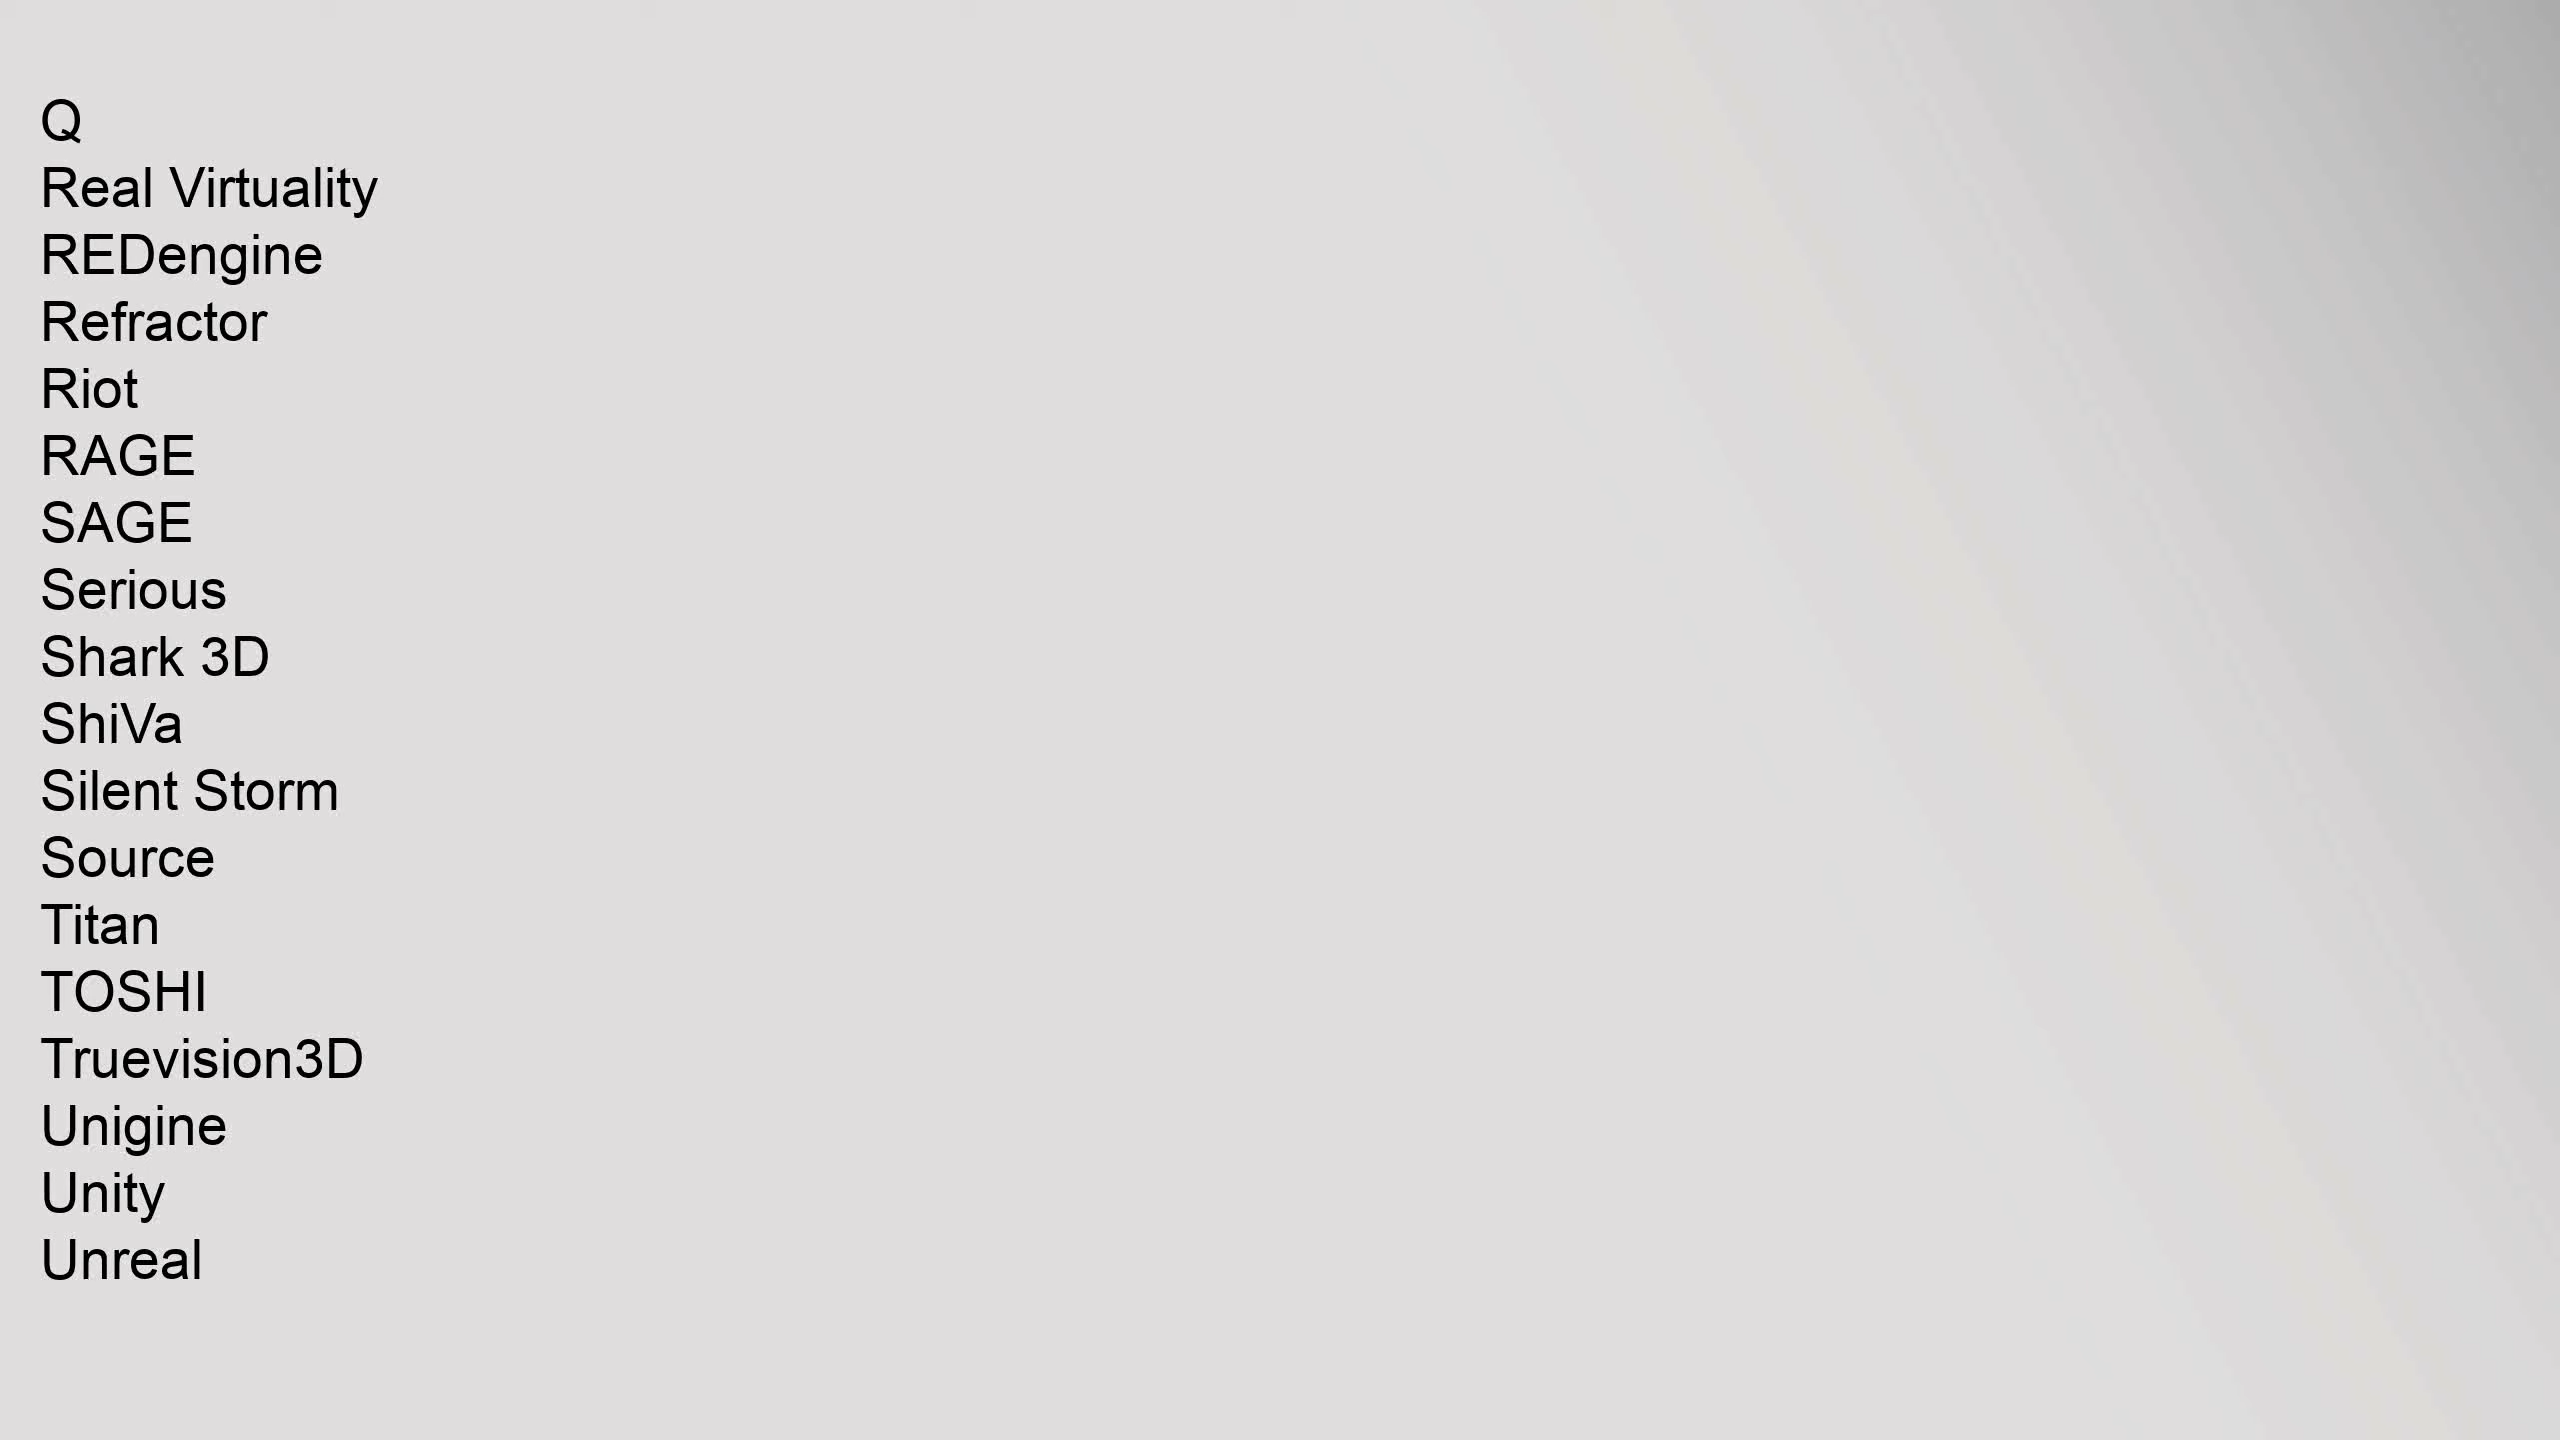 Q
Real Virtuality
REDengine
Refractor
Riot
RAGE
SAGE
Serious
Shark 3D
ShiVa
Silent Storm
Source
Titan
TOSHI
Truevision3D
Unigine
Unity
Unreal